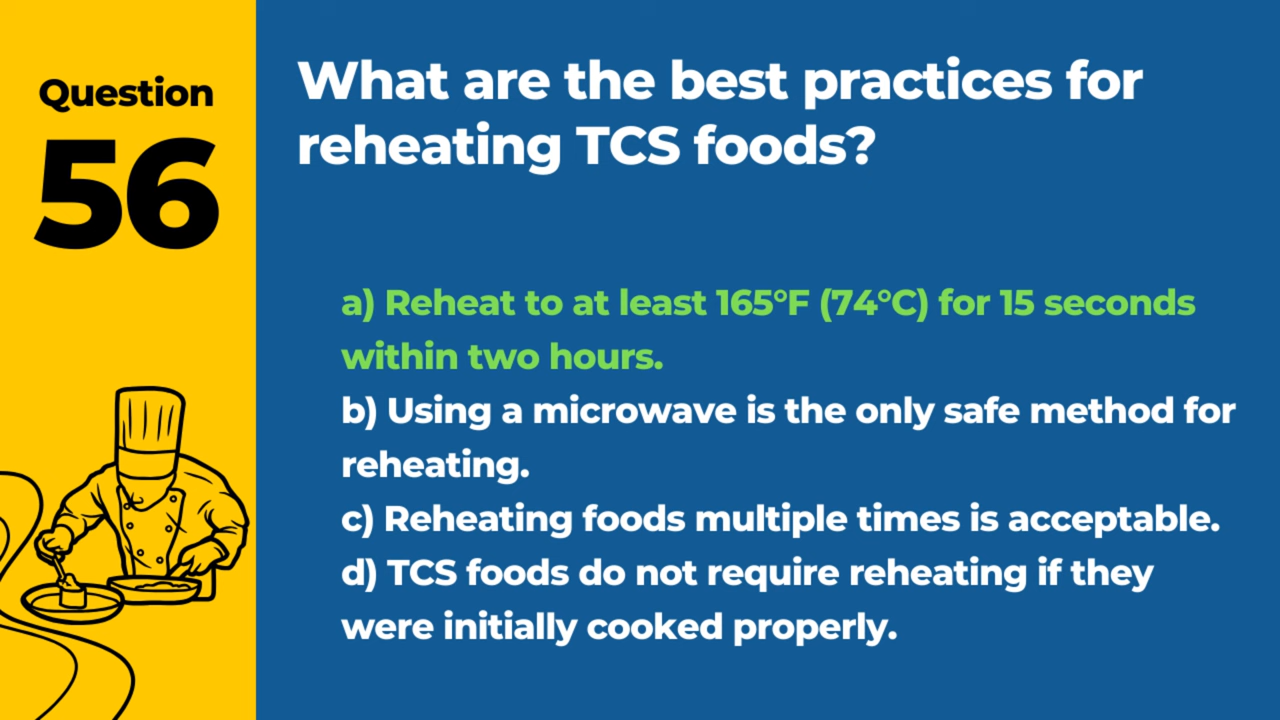 Question
56
What are the best practices for
reheating TCS foods?
a) Reheat to at least 165°F (74°C) for 15 seconds
within two hours.
b) Using a microwave is the only safe method for
reheating.
c) Reheating foods multiple times is acceptable.
d) TCS foods do not require reheating if they
were initially cooked properly.